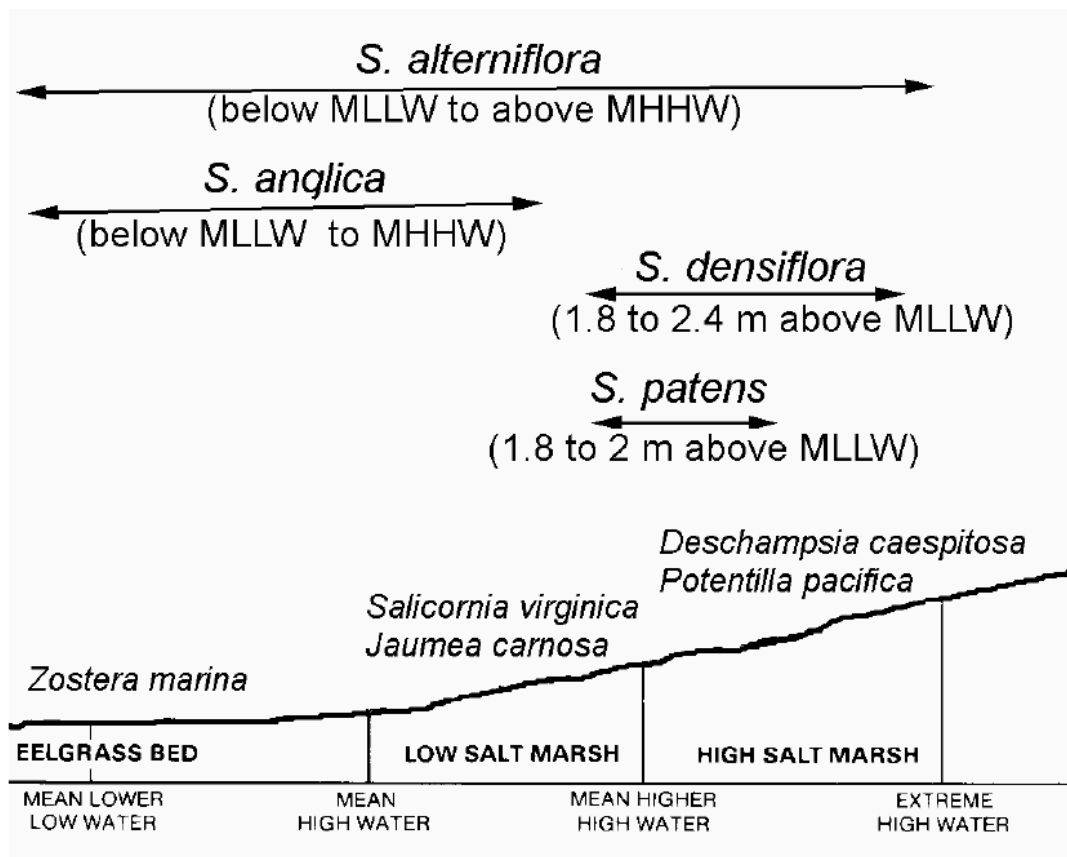 S. alterniflora
(below MLLW to above MHHW)
S. anglica
(below MLLW to MHHW)
S. densiflora
(1.8 to 2.4 m above MLLW)
S. patens
(1.8 to 2 m above MLLW)
Deschampsia caespitosa
Potentilla pacifica
Salicornia virginica
Jaumea carnosa
Zostera marina
EELGRASS BED
LOW SALT MARSH
HIGH SALT MARSH
MEAN LOWER
LOW WATER
MEAN
HIGH WATER
MEAN HIGHER
HIGH WATER
EXTREME
HIGH WATER